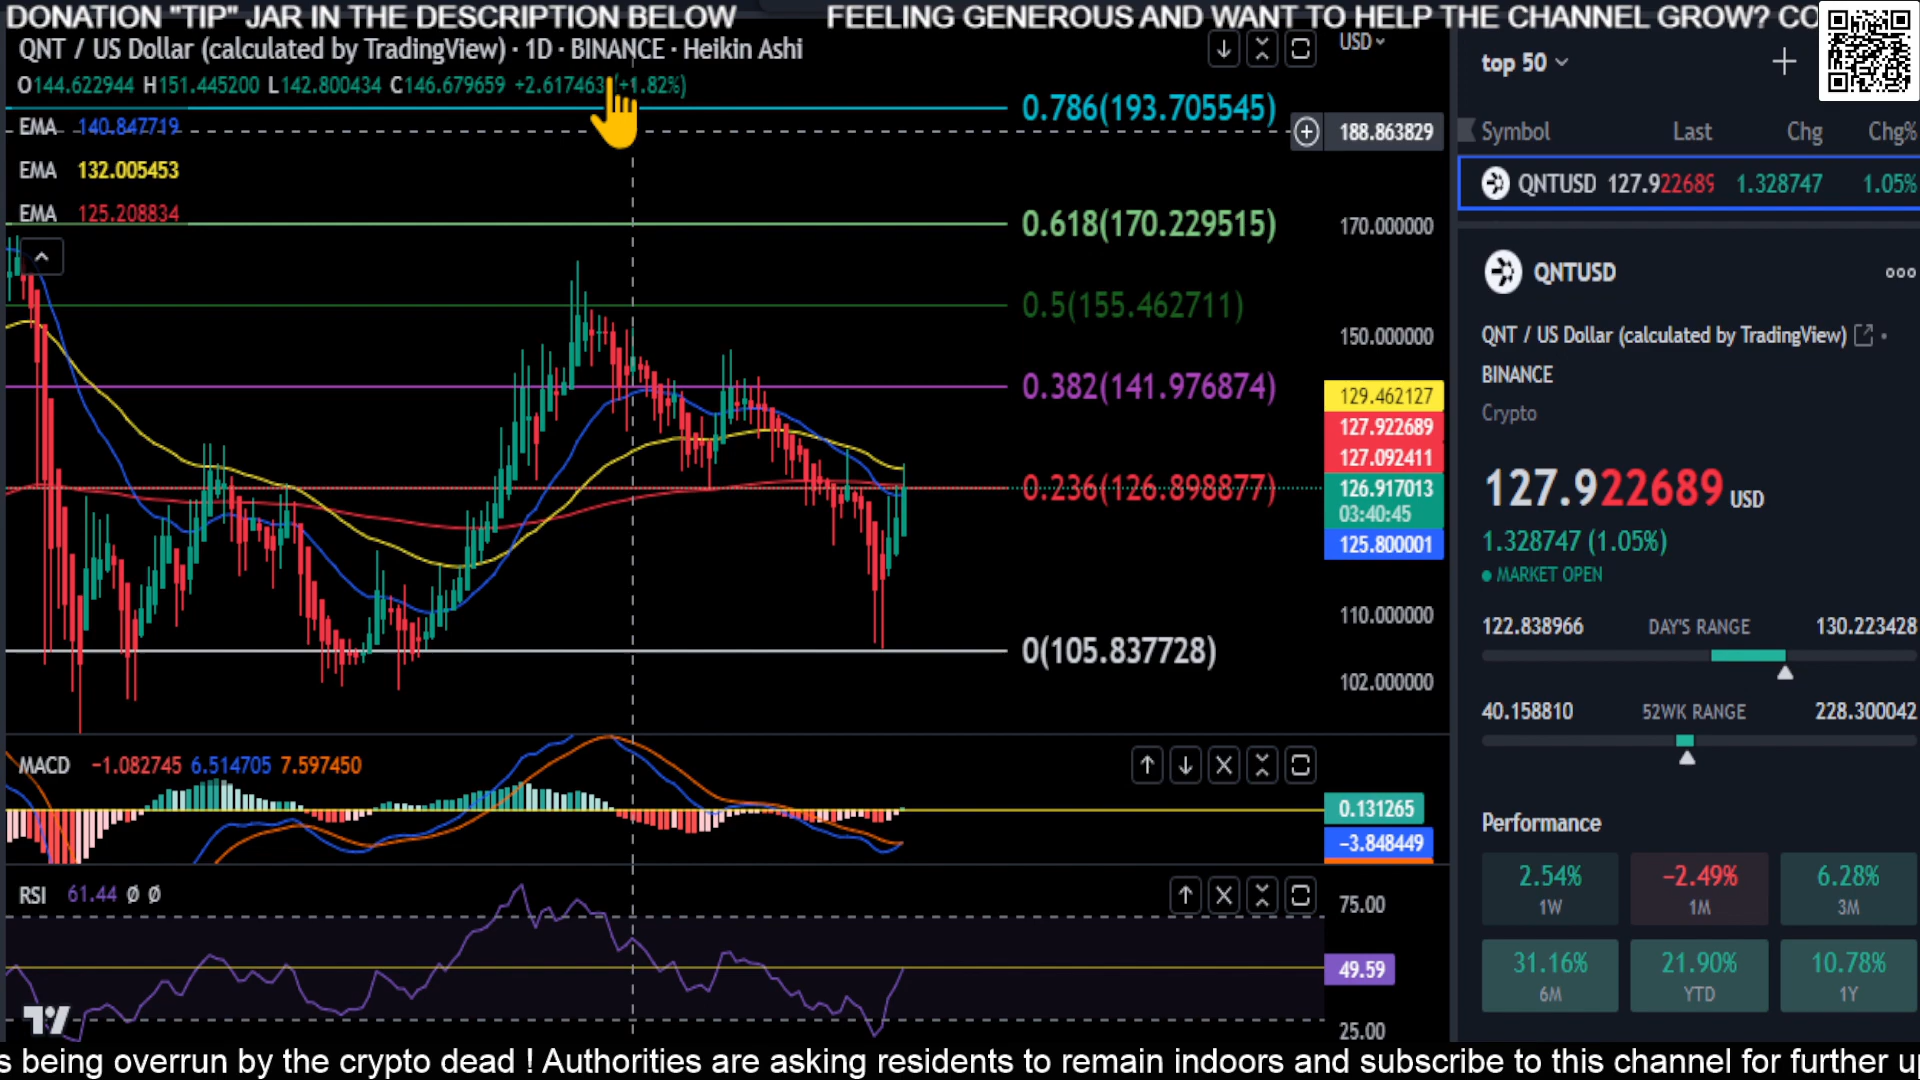 DONATION "TIP" JAR IN THE DESCRIPTION BELOW
FEELING GENEROUS AND WANT TO HELP THE CHANNEL GROW? CO
QNT / US Dollar (calculated by TradingView) · 1D · BINANCE · Heikin Ashi
USD
O144.622944 H151.445200 L142.800434 C146.679659 +2.617463 (+1.82%)
EMA 140.847719
EMA 132.005453
EMA 125.208834
0.786(193.705545)
0.618(170.229515)
0.5(155.462711)
0.382(141.976874)
0.236(126.898877)
0(105.837728)
188.863829
170.000000
150.000000
129.462127
127.922689
127.092411
126.917013
03:40:45
125.800001
110.000000
102.000000
MACD −1.082745 6.514705 7.597450
0.131265
−3.848449
RSI 61.44 Ø Ø
75.00
49.59
25.00
top 50
Symbol Last Chg Chg%
QNTUSD 127.922689 1.328747 1.05%
QNTUSD
QNT / US Dollar (calculated by TradingView) •
BINANCE
Crypto
127.922689 USD
1.328747 (1.05%)
MARKET OPEN
122.838966 DAY'S RANGE 130.223428
40.158810 52WK RANGE 228.300042
Performance
2.54% −2.49% 6.28%
1W 1M 3M
31.16% 21.90% 10.78%
6M YTD 1Y
s being overrun by the crypto dead ! Authorities are asking residents to remain indoors and subscribe to this channel for further u